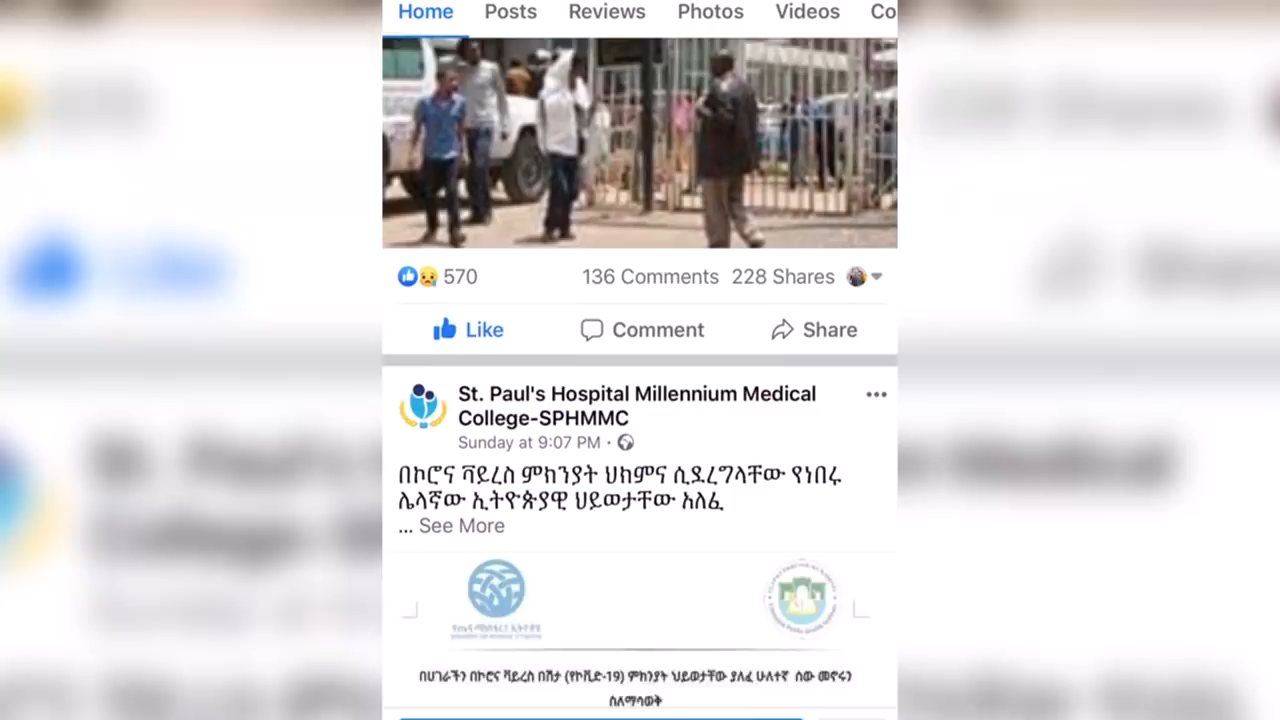 Home Posts Reviews Photos Videos Co
570 136 Comments 228 Shares
Like Comment Share
St. Paul's Hospital Millennium Medical
College-SPHMMC
Sunday at 9:07 PM ·
በኮሮና ቫይረስ ምክንያት ህክምና ሲደረግላቸው የነበሩ
ሌላኛው ኢትዮጵያዊ ህይወታቸው አለፈ
... See More
በሀገራችን በኮሮና ቫይረስ በሽታ (የኮቪድ-19) ምክንያት ህይወታቸው ያለፈ ሁለተኛ ሰው መኖሩን
ስለማሳወቅ